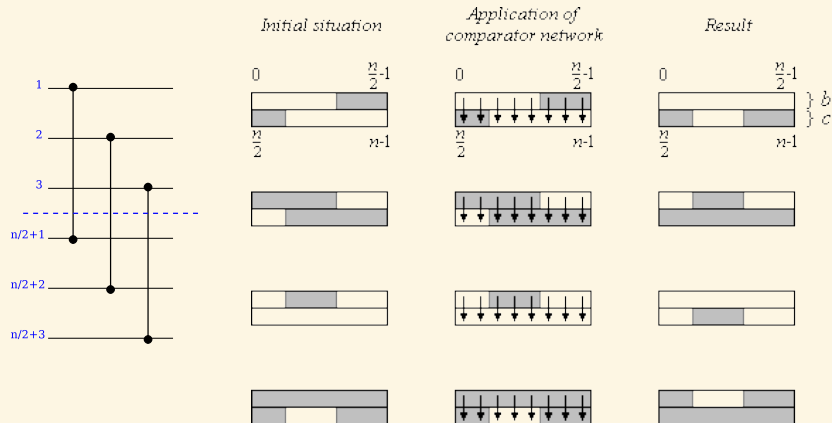 Initial situation
Application of
comparator network
Result
0 n/2-1
0 n/2-1
0 n/2-1
b
c
n/2 n-1
n/2 n-1
n/2 n-1
1
2
3
n/2+1
n/2+2
n/2+3